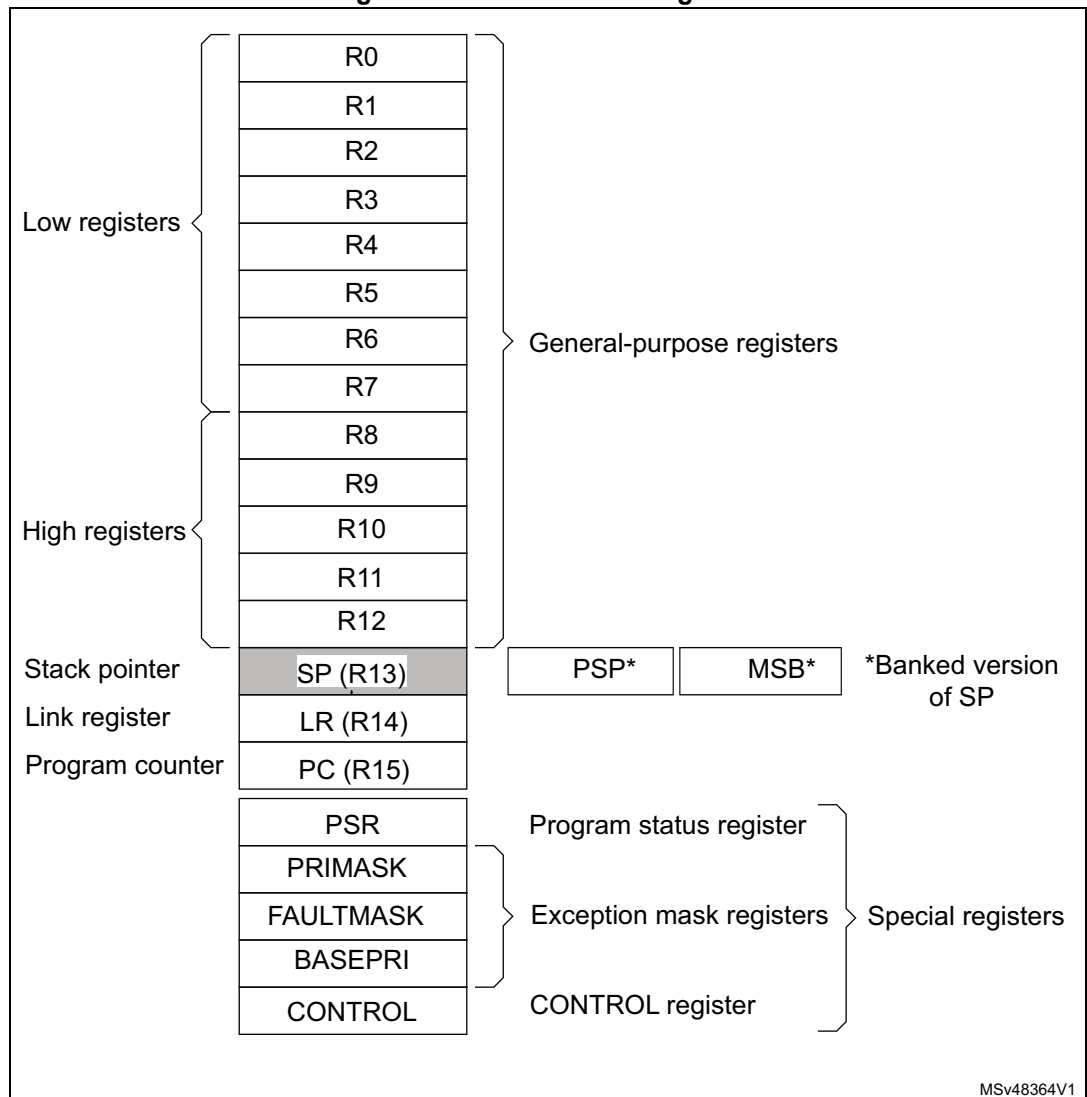 R0
R1
R2
R3
Low registers
R4
R5
R6
General-purpose registers
R7
R8
R9
High registers
R10
R11
R12
Stack pointer
SP (R13)
PSP*
MSB*
*Banked version
of SP
Link register
LR (R14)
Program counter
PC (R15)
PSR
Program status register
PRIMASK
FAULTMASK
Exception mask registers
Special registers
BASEPRI
CONTROL
CONTROL register
MSv48364V1